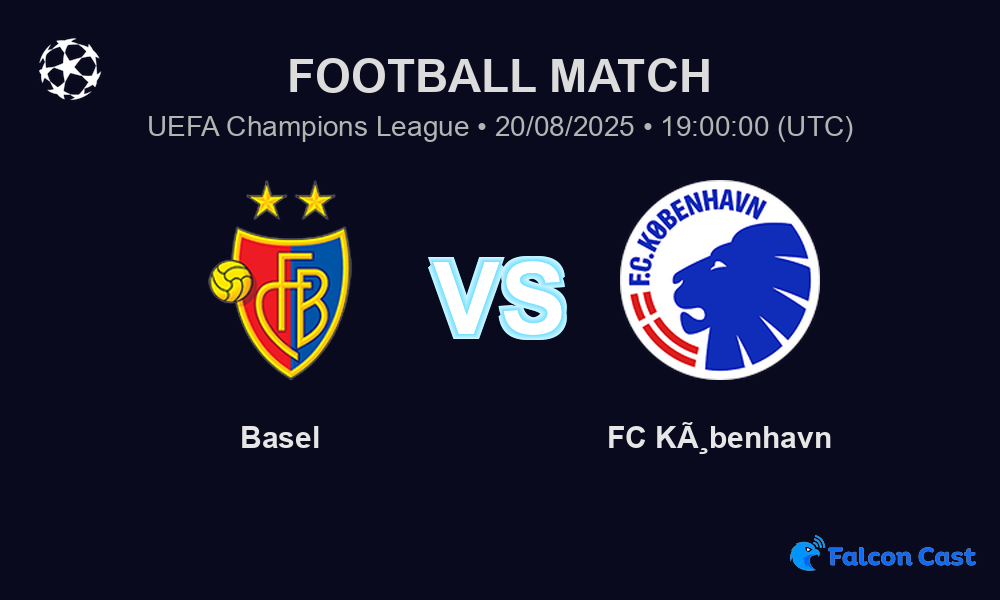 FOOTBALL MATCH
UEFA Champions League • 20/08/2025 • 19:00:00 (UTC)
FCB
F.C. KØBENHAVN
VS
Basel
FC KÃ¸benhavn
Falcon Cast